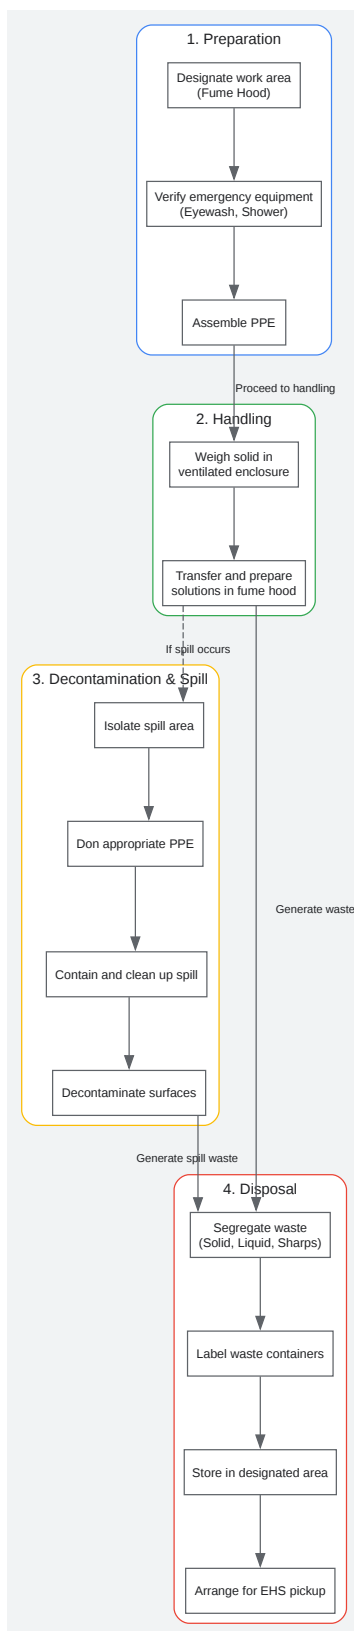 1. Preparation
Designate work area
(Fume Hood)
Verify emergency equipment
(Eyewash, Shower)
Assemble PPE
Proceed to handling
2. Handling
Weigh solid in
ventilated enclosure
Transfer and prepare
solutions in fume hood
If spill occurs
3. Decontamination & Spill
Isolate spill area
Don appropriate PPE
Generate waste
Contain and clean up spill
Decontaminate surfaces
Generate spill waste
4. Disposal
Segregate waste
(Solid, Liquid, Sharps)
Label waste containers
Store in designated area
Arrange for EHS pickup